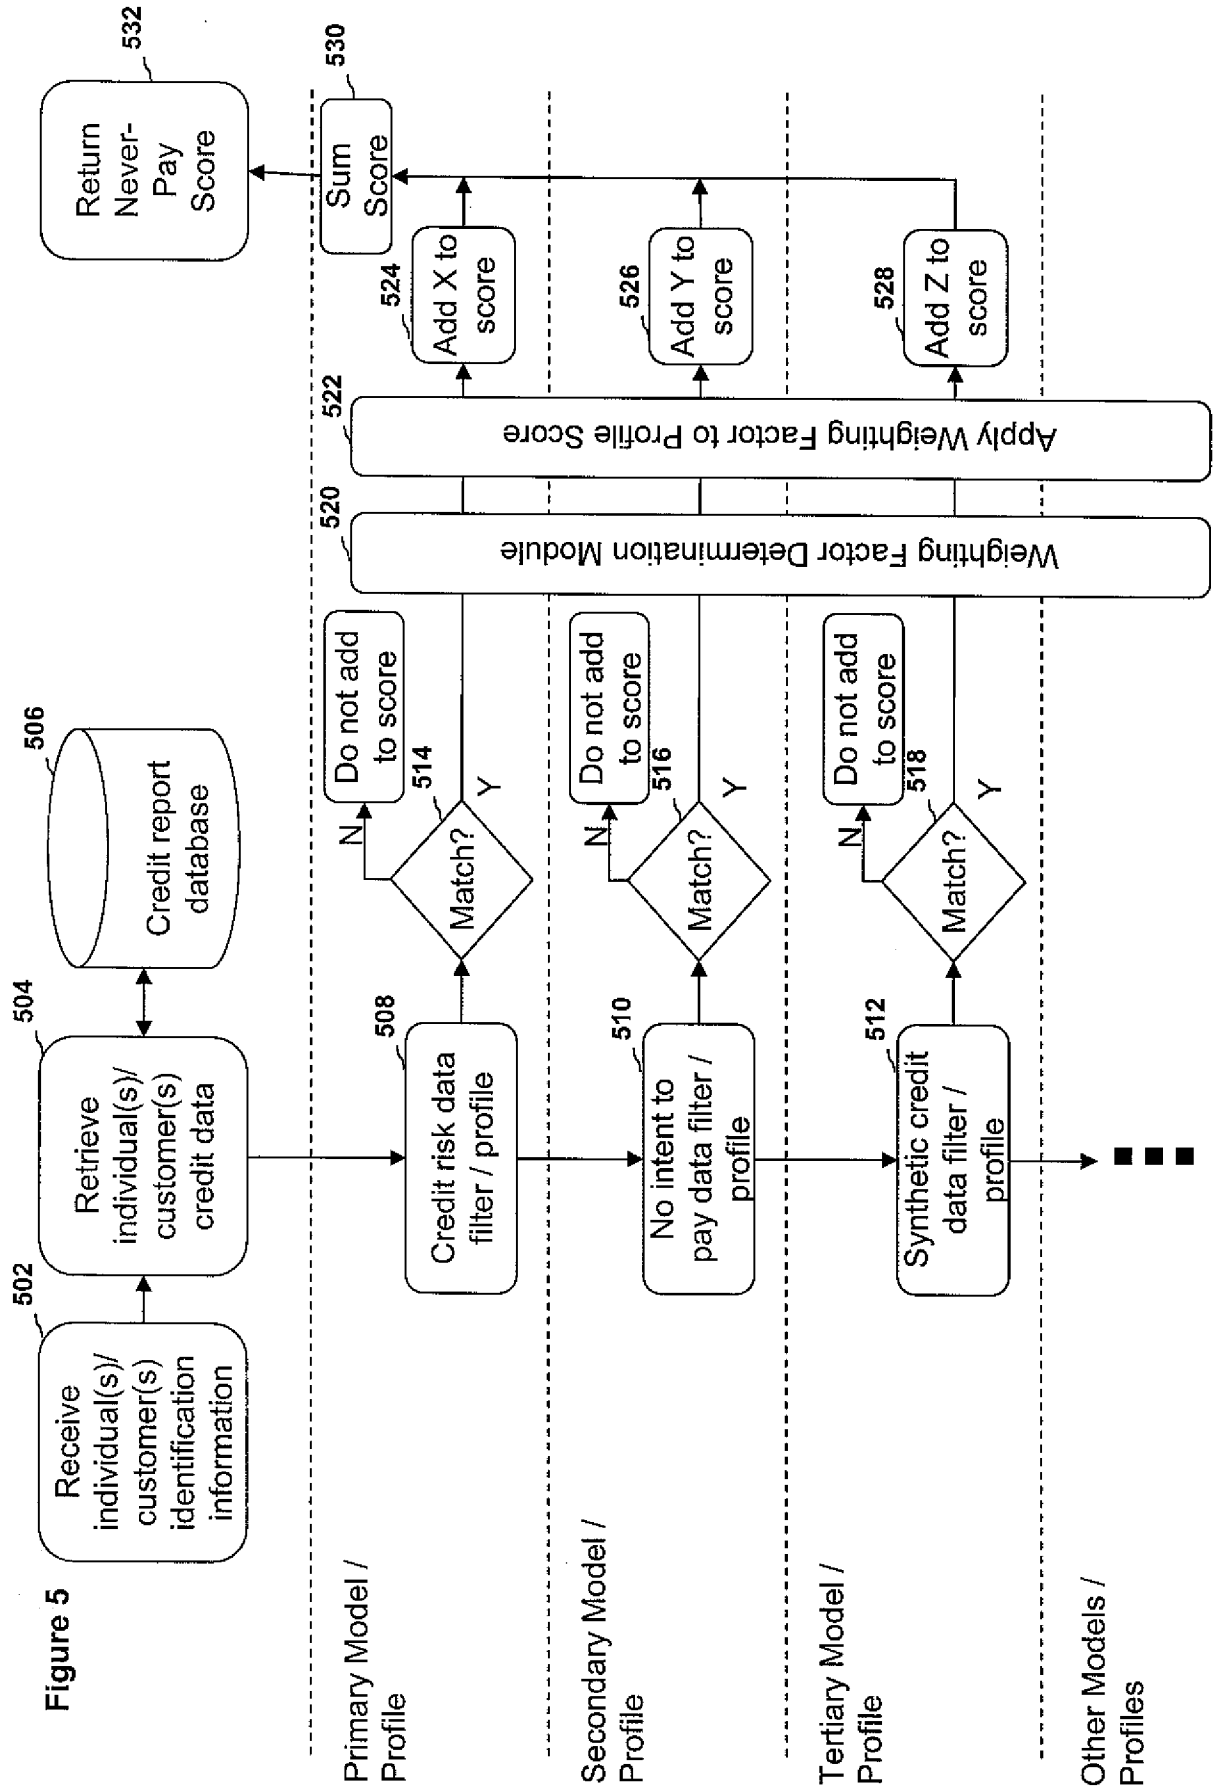 Figure 5
502
Receive
individual(s)/
customer(s)
identification
information
504
Retrieve
individual(s)/
customer(s)
credit data
506
Credit report
database
532
Return
Never-
Pay
Score
Primary Model /
Profile
508
Credit risk data
filter / profile
514
Match?
N
Do not add
to score
Y
520
Weighting Factor Determination Module
522
Apply Weighting Factor to Profile Score
524
Add X to
score
530
Sum
Score
Secondary Model /
Profile
510
No intent to
pay data filter /
profile
516
Match?
N
Do not add
to score
Y
526
Add Y to
score
Tertiary Model /
Profile
512
Synthetic credit
data filter /
profile
518
Match?
N
Do not add
to score
Y
528
Add Z to
score
Other Models /
Profiles